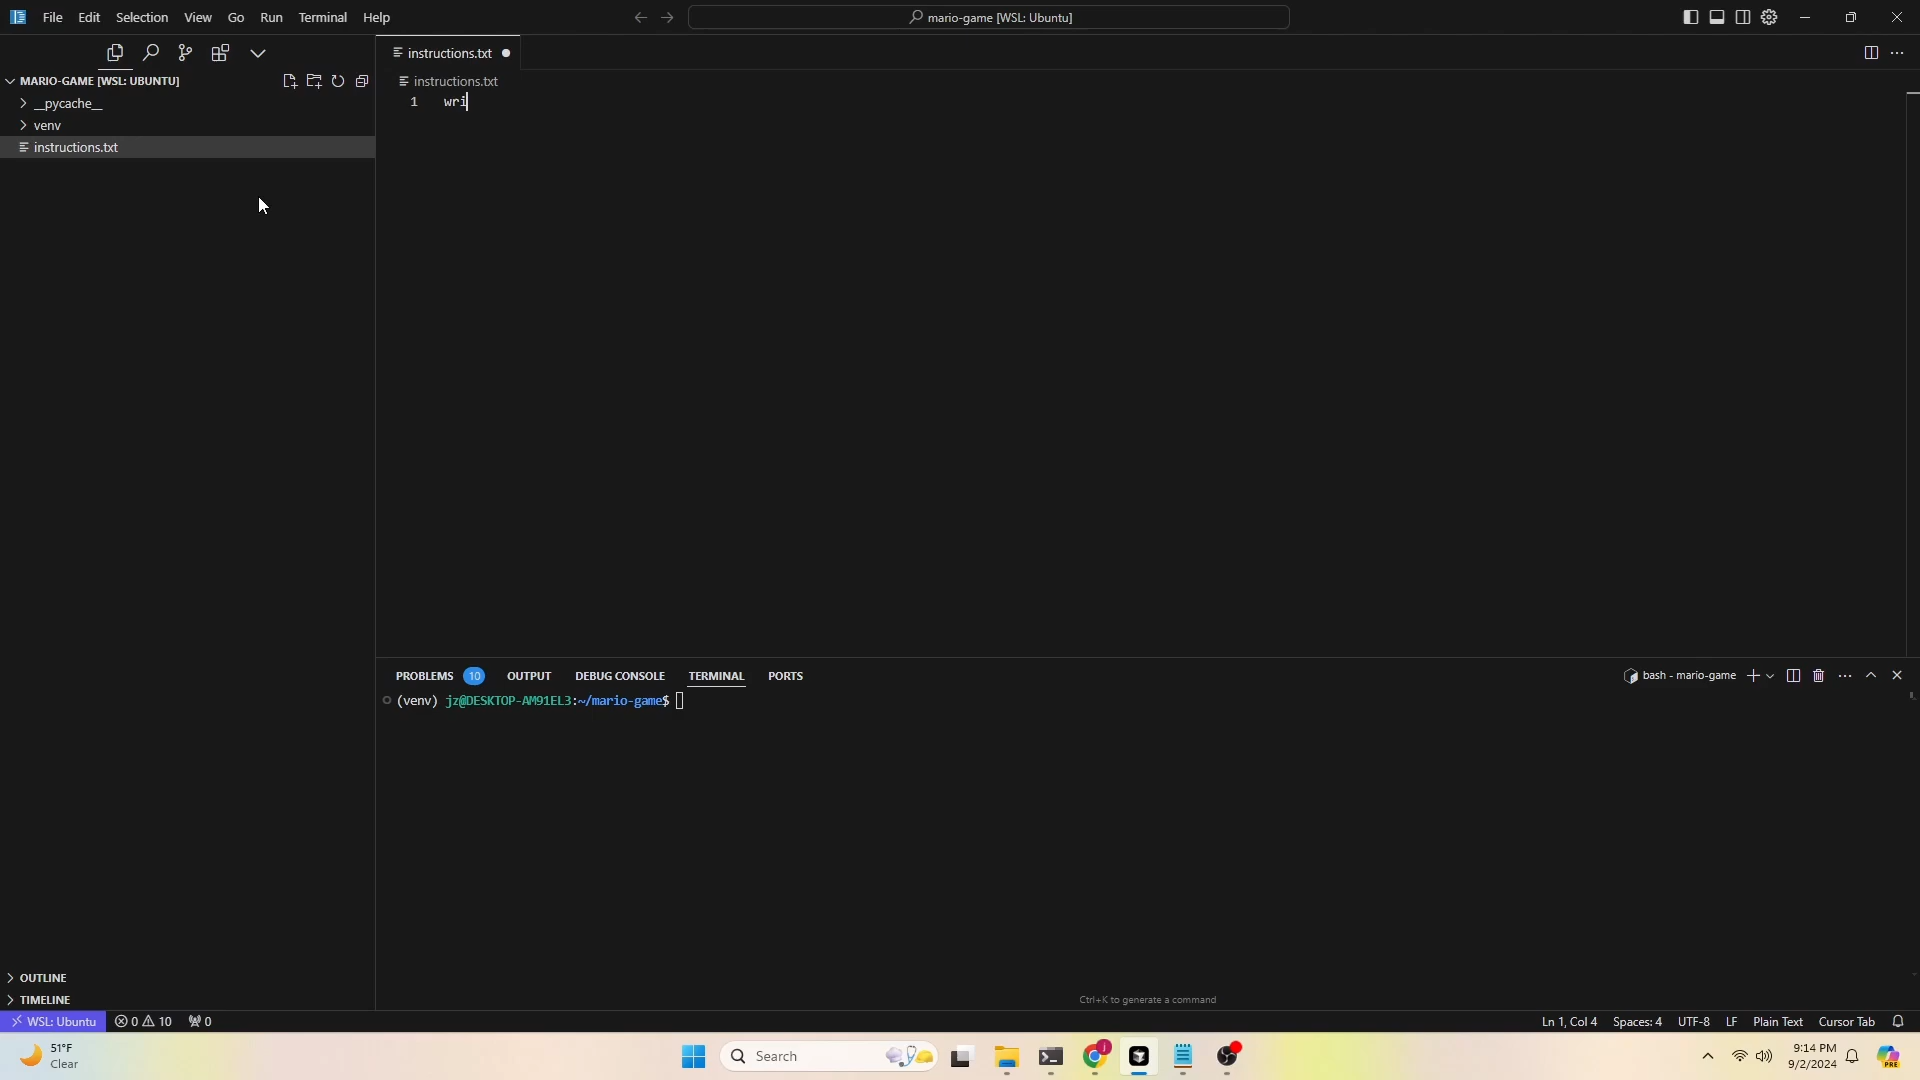 File Edit Selection View Go Run Terminal Help
mario-game [WSL: Ubuntu]
instructions.txt
MARIO-GAME [WSL: UBUNTU]
instructions.txt
__pycache__
1 wri
venv
instructions.txt
PROBLEMS 10 OUTPUT DEBUG CONSOLE TERMINAL PORTS
bash - mario-game
(venv) jz@DESKTOP-AM91EL3:~/mario-game$
OUTLINE
TIMELINE
Ctrl+K to generate a command
WSL: Ubuntu 0 10 0
Ln 1, Col 4 Spaces: 4 UTF-8 LF Plain Text Cursor Tab
51°F
Clear
Search
j
9:14 PM
9/2/2024
PRE